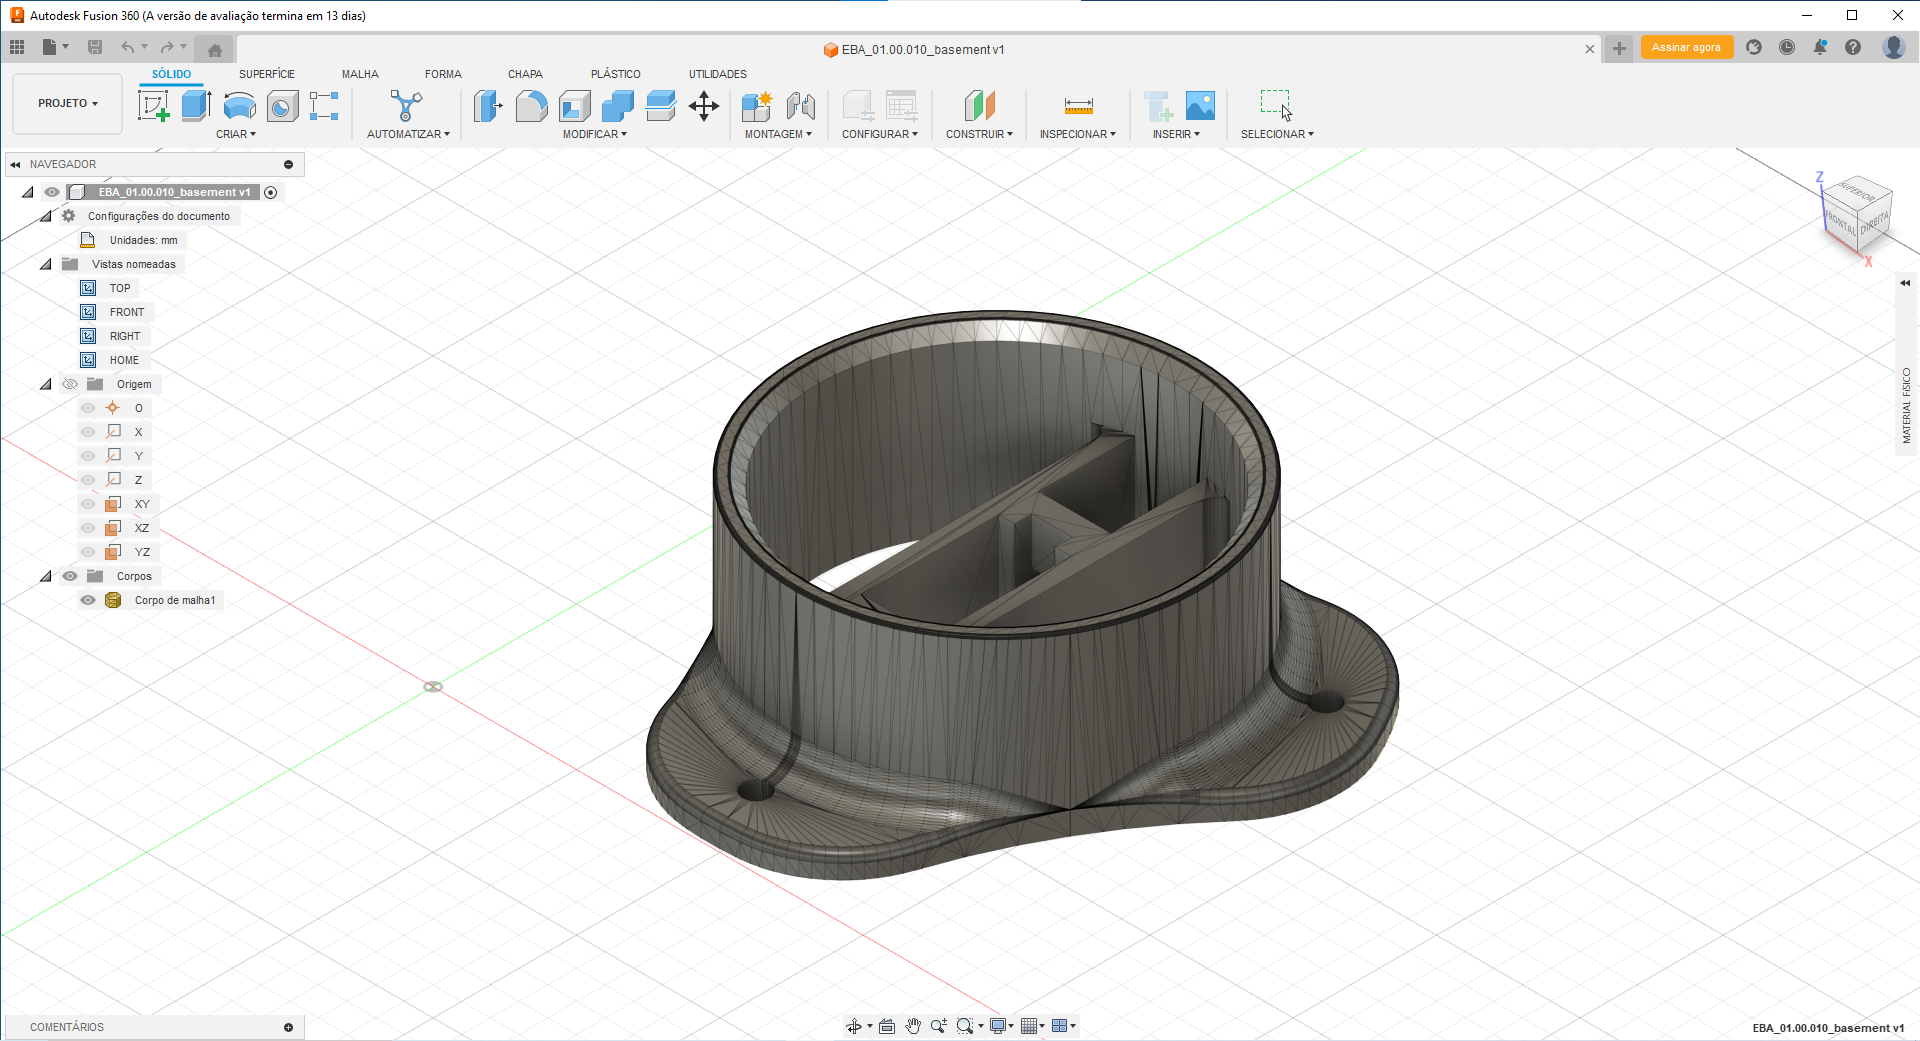 Autodesk Fusion 360 (A versão de avaliação termina em 13 dias)
EBA_01.00.010_basement v1
Assinar agora
PROJETO
SÓLIDO
SUPERFÍCIE
MALHA
FORMA
CHAPA
PLÁSTICO
UTILIDADES
CRIAR
AUTOMATIZAR
MODIFICAR
MONTAGEM
CONFIGURAR
CONSTRUIR
INSPECIONAR
INSERIR
SELECIONAR
NAVEGADOR
EBA_01.00.010_basement v1
Configurações do documento
Unidades: mm
Vistas nomeadas
TOP
FRONT
RIGHT
HOME
Origem
O
X
Y
Z
XY
XZ
YZ
Corpos
Corpo de malha1
Z
SUPERIOR
FRONTAL
DIREITA
X
MATERIAL FÍSICO
COMENTÁRIOS
EBA_01.00.010_basement v1